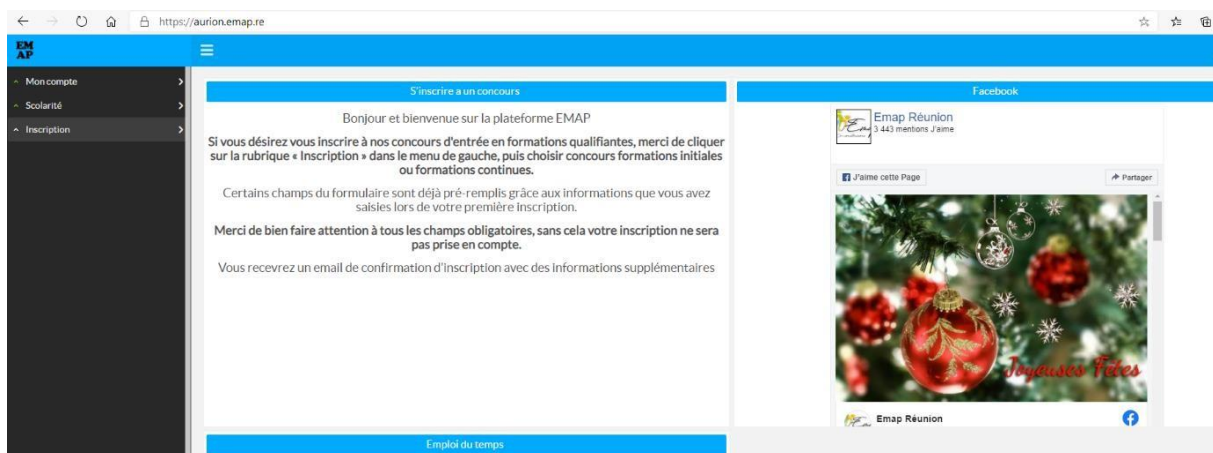 https://aurion.emap.re
EM
AP
Mon compte
Scolarité
Inscription
S'inscrire a un concours
Bonjour et bienvenue sur la plateforme EMAP
Si vous désirez vous inscrire à nos concours d'entrée en formations qualifiantes, merci de cliquer
sur la rubrique « Inscription » dans le menu de gauche, puis choisir concours formations initiales
ou formations continues.
Certains champs du formulaire sont déjà pré-remplis grâce aux informations que vous avez
saisies lors de votre première inscription.
Merci de bien faire attention à tous les champs obligatoires, sans cela votre inscription ne sera
pas prise en compte.
Vous recevrez un email de confirmation d'inscription avec des informations supplémentaires
Facebook
Emap Réunion
3 443 mentions J'aime
J'aime cette Page
Partager
Joyeuses Fêtes
Emap Réunion
Emploi du temps